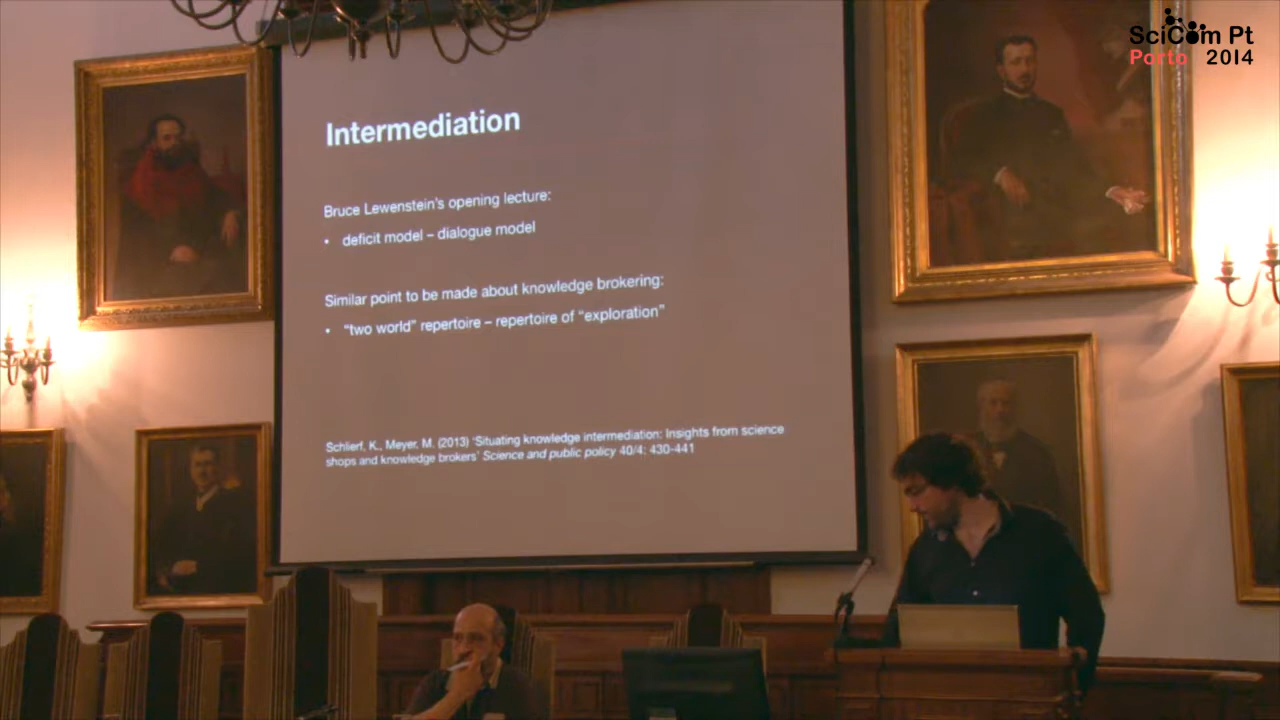 SciCom Pt
Porto 2014
Intermediation
Bruce Lewenstein's opening lecture:
• deficit model – dialogue model
Similar point to be made about knowledge brokering:
• "two world" repertoire – repertoire of "exploration"
Schlierf, K., Meyer, M. (2013) 'Situating knowledge intermediation: Insights from science
shops and knowledge brokers' Science and public policy 40/4: 430-441